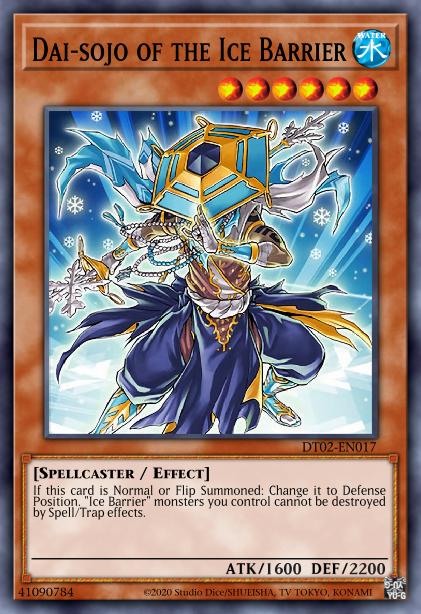 DAI-SOJO OF THE ICE BARRIER
WATER
水
DT02-EN017
[SPELLCASTER / EFFECT]
If this card is Normal or Flip Summoned: Change it to Defense
Position. "Ice Barrier" monsters you control cannot be destroyed
by Spell/Trap effects.
ATK/1600 DEF/2200
41090784
©2020 Studio Dice/SHUEISHA, TV TOKYO, KONAMI